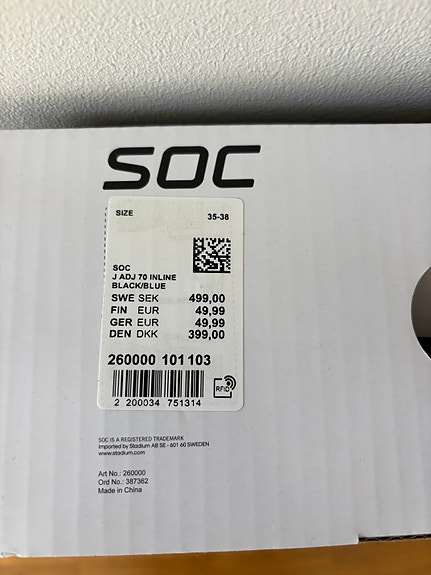 SOC
SIZE 35-38
SOC
J ADJ 70 INLINE
BLACK/BLUE
SWE SEK 499,00
FIN EUR 49,99
GER EUR 49,99
DEN DKK 399,00
260000 101 103
RFID
2 200034 751314
SOC IS A REGISTERED TRADEMARK
Imported by Stadium AB SE - 601 60 SWEDEN
www.stadium.com
Art No.: 260000
Ord No.: 387362
Made in China